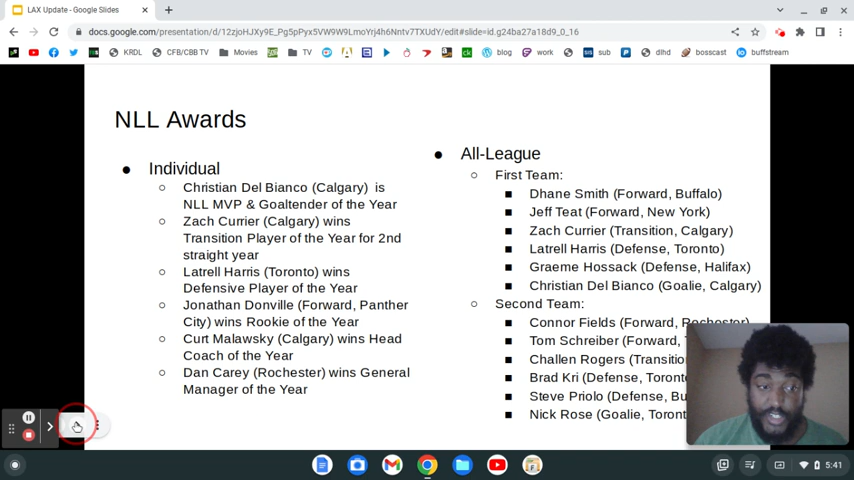 LAX Update - Google Slides
docs.google.com/presentation/d/12zjoHJXy9E_Pg5pPyx5VW9W9LmoYrj4h6Nntv7TXUdY/edit#slide=id.g24ba27a18d9_0_16
KRDL CFB/CBB TV Movies TV blog work sub dlhd bosscast buffstream
NLL Awards
● Individual
○ Christian Del Bianco (Calgary) is
NLL MVP & Goaltender of the Year
○ Zach Currier (Calgary) wins
Transition Player of the Year for 2nd
straight year
○ Latrell Harris (Toronto) wins
Defensive Player of the Year
○ Jonathan Donville (Forward, Panther
City) wins Rookie of the Year
○ Curt Malawsky (Calgary) wins Head
Coach of the Year
○ Dan Carey (Rochester) wins General
Manager of the Year
● All-League
○ First Team:
■ Dhane Smith (Forward, Buffalo)
■ Jeff Teat (Forward, New York)
■ Zach Currier (Transition, Calgary)
■ Latrell Harris (Defense, Toronto)
■ Graeme Hossack (Defense, Halifax)
■ Christian Del Bianco (Goalie, Calgary)
○ Second Team:
■ Connor Fields (Forward, Rochester)
■ Tom Schreiber (Forward,
■ Challen Rogers
■ Brad Kri (Defense,
■ Steve Priolo (Defense,
■ Nick Rose (Goalie,
5:41